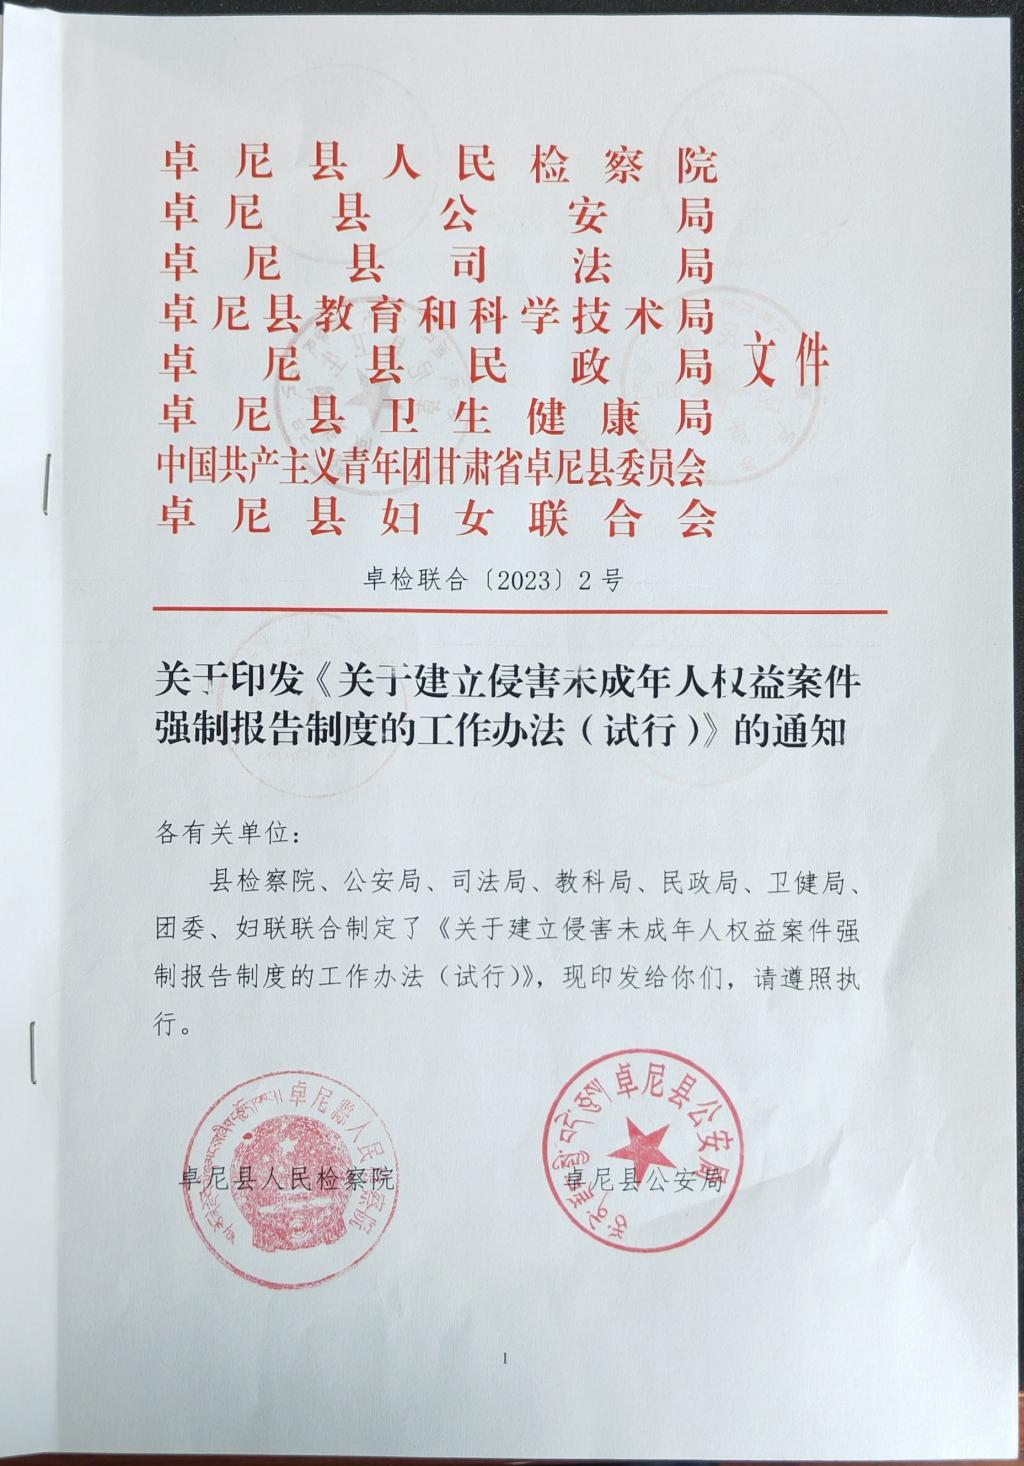 卓尼县人民检察院
卓尼县公安局
卓尼县司法局
卓尼县教育和科学技术局
卓尼县民政局
文件
卓尼县卫生健康局
中国共产主义青年团甘肃省卓尼县委员会
卓尼县妇女联合会
卓检联合〔2023〕2号
关于印发《关于建立侵害未成年人权益案件
强制报告制度的工作办法（试行）》的通知
各有关单位：
县检察院、公安局、司法局、教科局、民政局、卫健局、
团委、妇联联合制定了《关于建立侵害未成年人权益案件强
制报告制度的工作办法（试行）》，现印发给你们，请遵照执
行。
卓尼縣人民检察院
卓尼县人民检察院
卓尼县公安局
卓尼县公安局
1